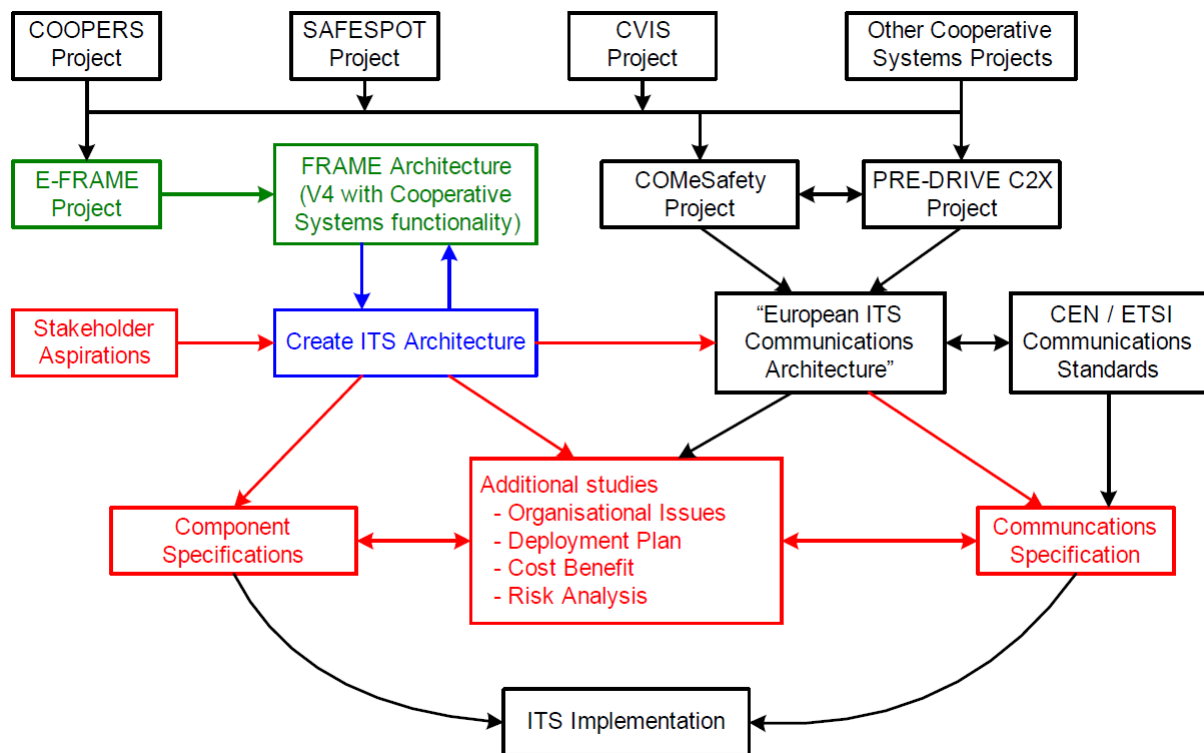 COOPERS
Project
SAFESPOT
Project
CVIS
Project
Other Cooperative
Systems Projects
E-FRAME
Project
FRAME Architecture
(V4 with Cooperative
Systems functionality)
COMeSafety
Project
PRE-DRIVE C2X
Project
Stakeholder
Aspirations
Create ITS Architecture
“European ITS
Communications
Architecture”
CEN / ETSI
Communications
Standards
Component
Specifications
Additional studies
- Organisational Issues
- Deployment Plan
- Cost Benefit
- Risk Analysis
Communcations
Specification
ITS Implementation